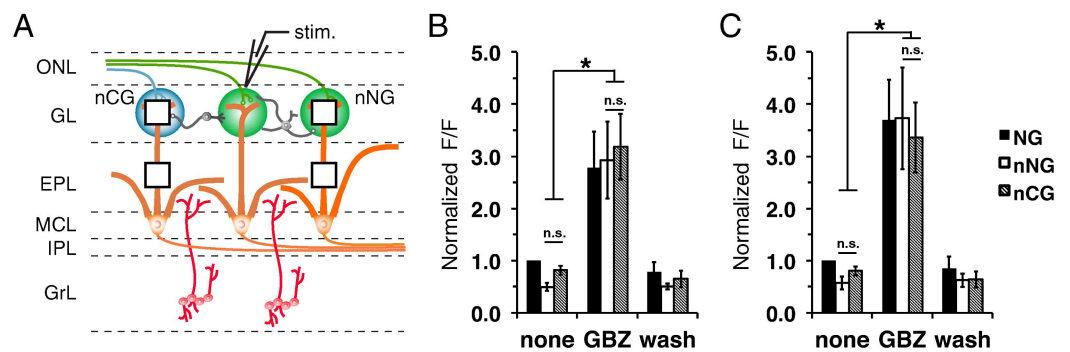 A
stim.
ONL
nCG
nNG
GL
EPL
MCL
IPL
GrL
B
Normalized F/F
5.0
4.0
3.0
2.0
1.0
0.0
*
n.s.
n.s.
none GBZ wash
C
Normalized F/F
5.0
4.0
3.0
2.0
1.0
0.0
*
n.s.
n.s.
none GBZ wash
NG
nNG
nCG